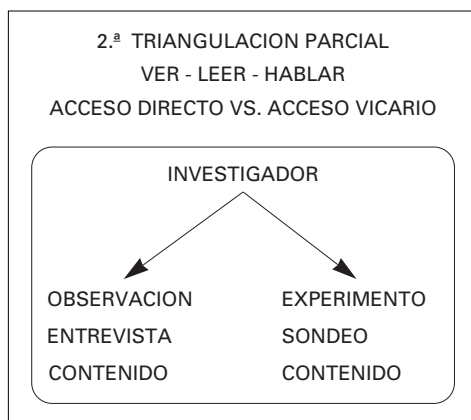 2.ª TRIANGULACION PARCIAL
VER - LEER - HABLAR
ACCESO DIRECTO VS. ACCESO VICARIO
INVESTIGADOR
OBSERVACION EXPERIMENTO
ENTREVISTA SONDEO
CONTENIDO CONTENIDO